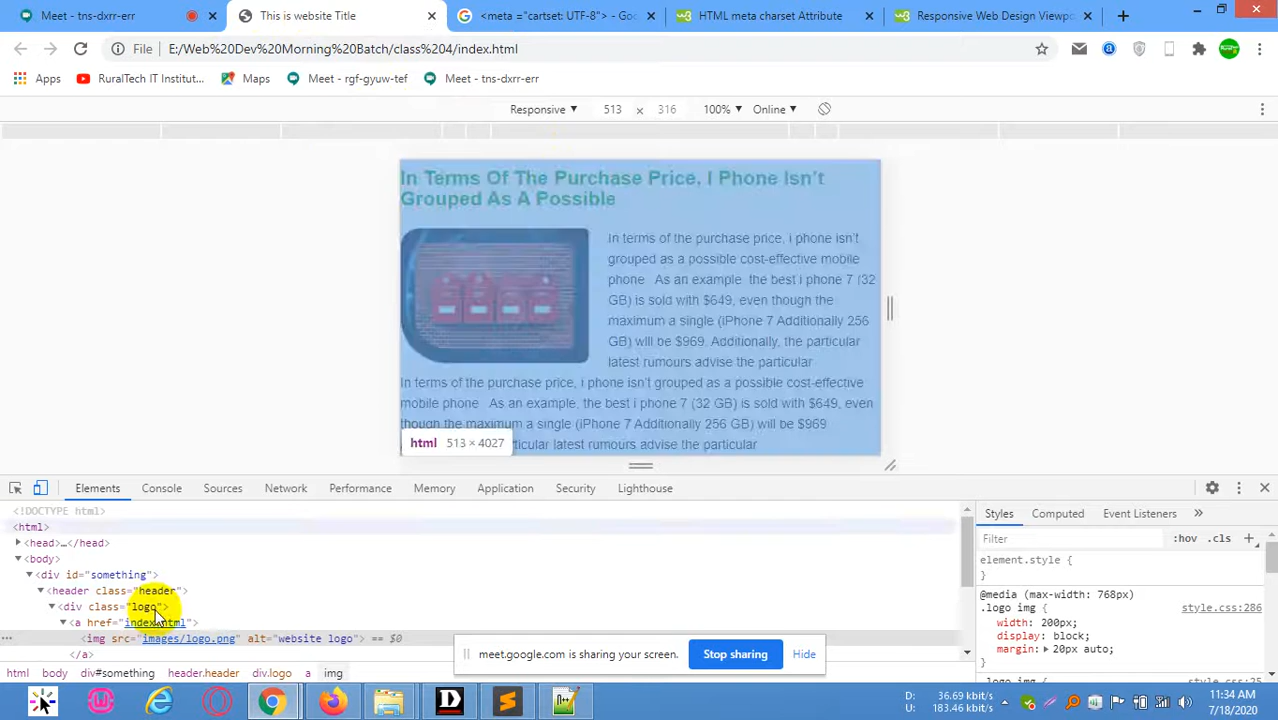 Meet - tns-dxrr-err
This is website Title
<meta ="cartset: UTF-8"> - Go
HTML meta charset Attribute
Responsive Web Design Viewpo
File
E:/Web%20Dev%20Morning%20Batch/class%204/index.html
Apps
RuralTech IT Institut...
Maps
Meet - rgf-gyuw-tef
Meet - tns-dxrr-err
Responsive
513 x 316
100%
Online
In Terms Of The Purchase Price, I Phone Isn't
Grouped As A Possible
In terms of the purchase price, i phone isn't
grouped as a possible cost-effective mobile
phone As an example, the best i phone 7 (32
GB) is sold with $649, even though the
maximum a single (iPhone 7 Additionally 256
GB) will be $969. Additionally, the particular
latest rumours advise the particular
In terms of the purchase price, i phone isn't grouped as a possible cost-effective
mobile phone As an example, the best i phone 7 (32 GB) is sold with $649, even
though the maximum a single (iPhone 7 Additionally 256 GB) will be $969
html 513 × 4027
ticular latest rumours advise the particular
Elements
Console
Sources
Network
Performance
Memory
Application
Security
Lighthouse
<!DOCTYPE html>
<html>
<head>…</head>
<body>
<div id="something">
<header class="header">
<div class="logo">
<a href="index.html">
<img src="images/logo.png" alt="website logo"> == $0
</a>
html body div#something header.header div.logo a img
Styles
Computed
Event Listeners
Filter
:hov .cls
element.style {
}
@media (max-width: 768px)
.logo img {
style.css:286
width: 200px;
display: block;
margin: 20px auto;
}
meet.google.com is sharing your screen.
Stop sharing
Hide
D: 36.69 kbit/s
U: 183.46 kbit/s
11:34 AM
7/18/2020